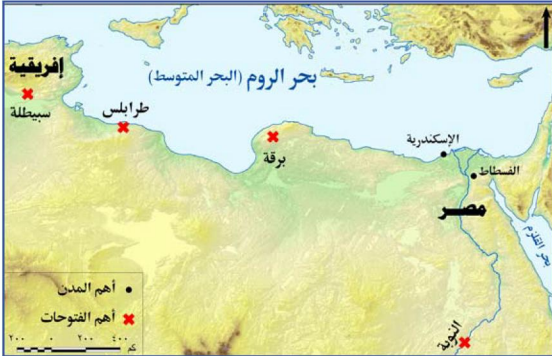 إفريقية
سبيطلة
طرابلس
بحر الروم (البحر المتوسط)
برقة
الإسكندرية
الفسطاط
مصر
بحر القلزم
النوبة
أهم المدن
أهم الفتوحات
٢٠٠ ٠ ٢٠٠ ٤٠٠
كم